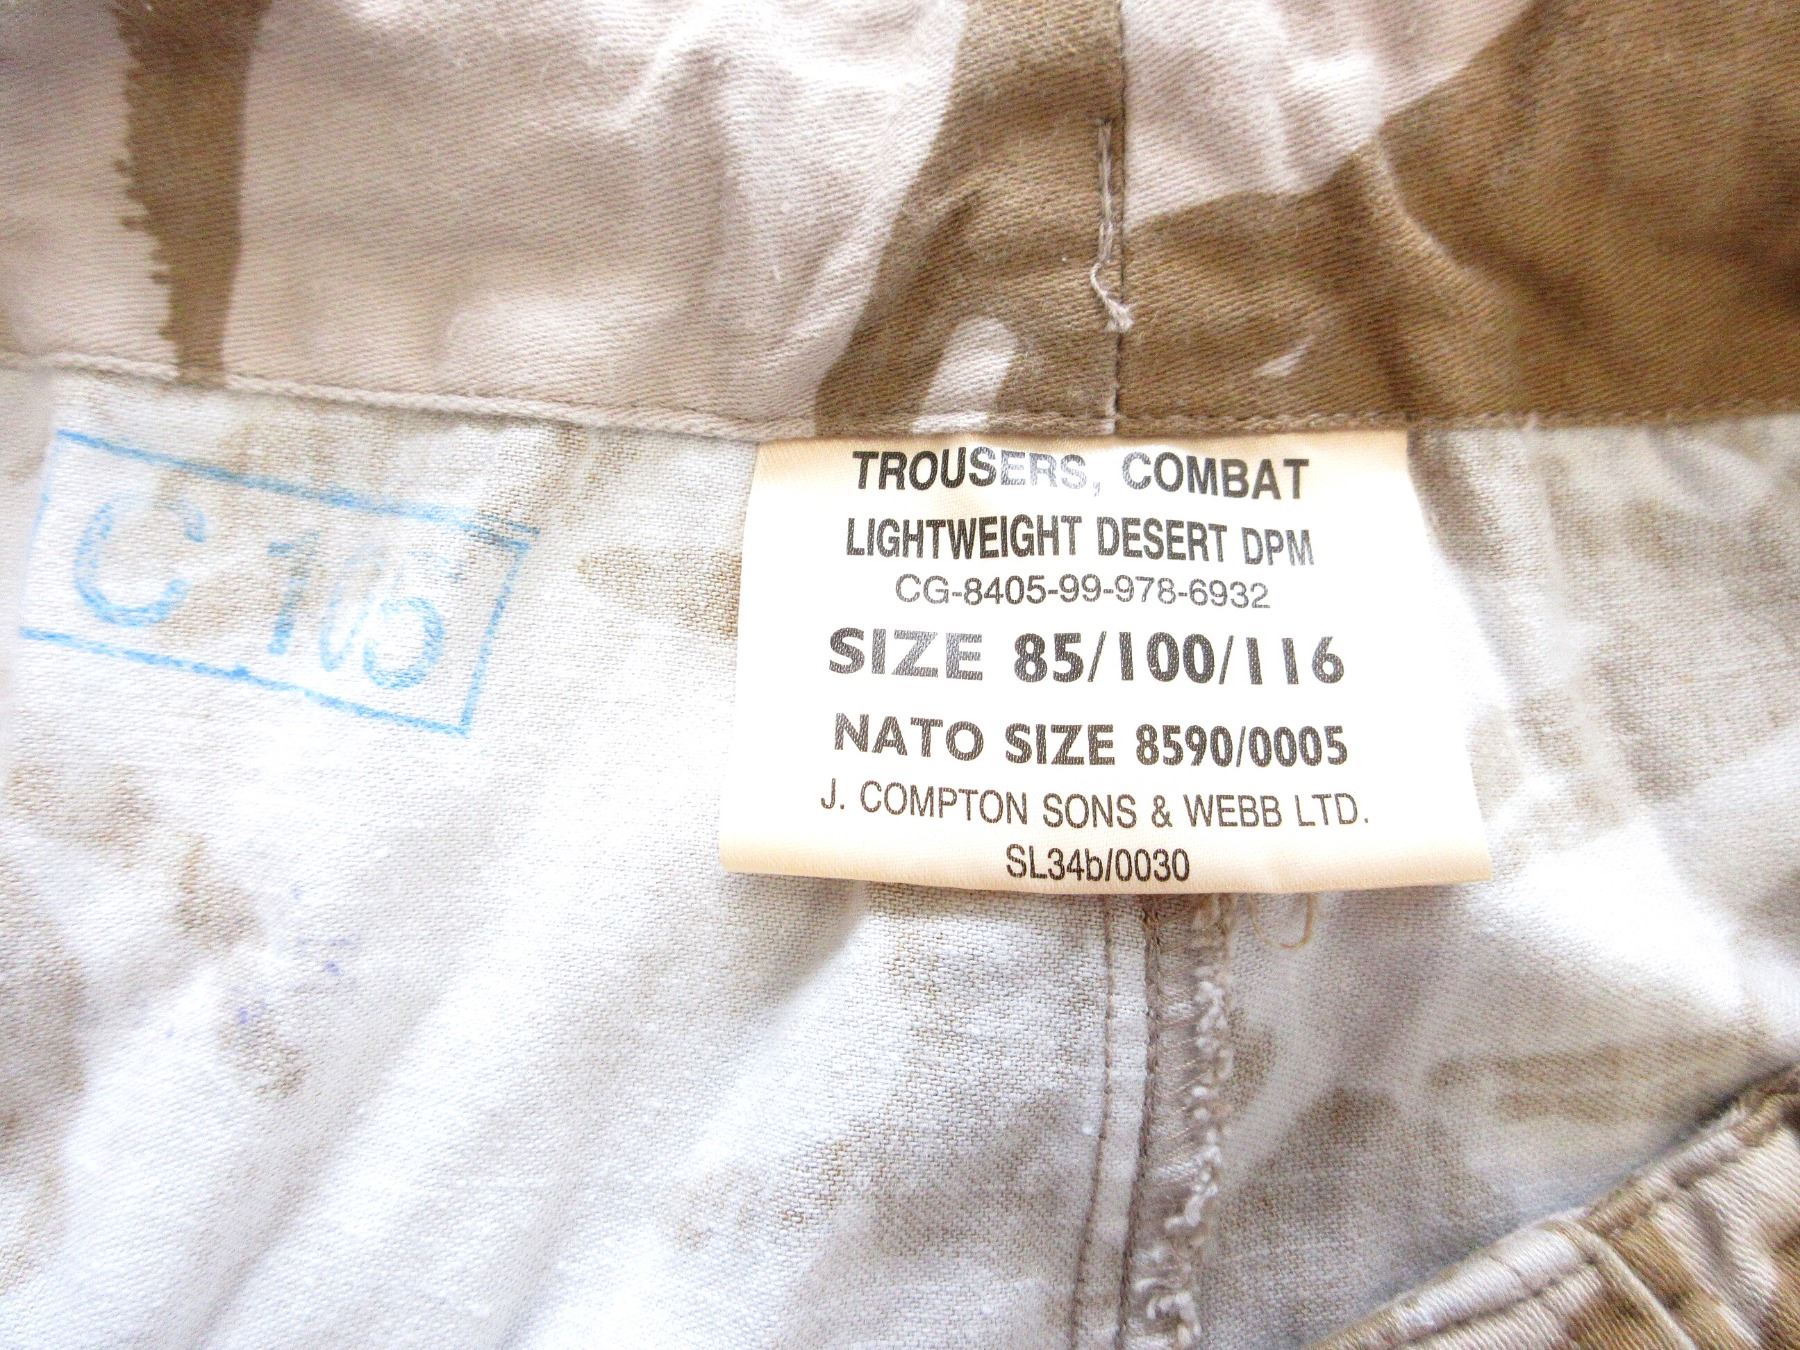 C 105
TROUSERS, COMBAT
LIGHTWEIGHT DESERT DPM
CG-8405-99-978-6932
SIZE 85/100/116
NATO SIZE 8590/0005
J. COMPTON SONS & WEBB LTD.
SL34b/0030